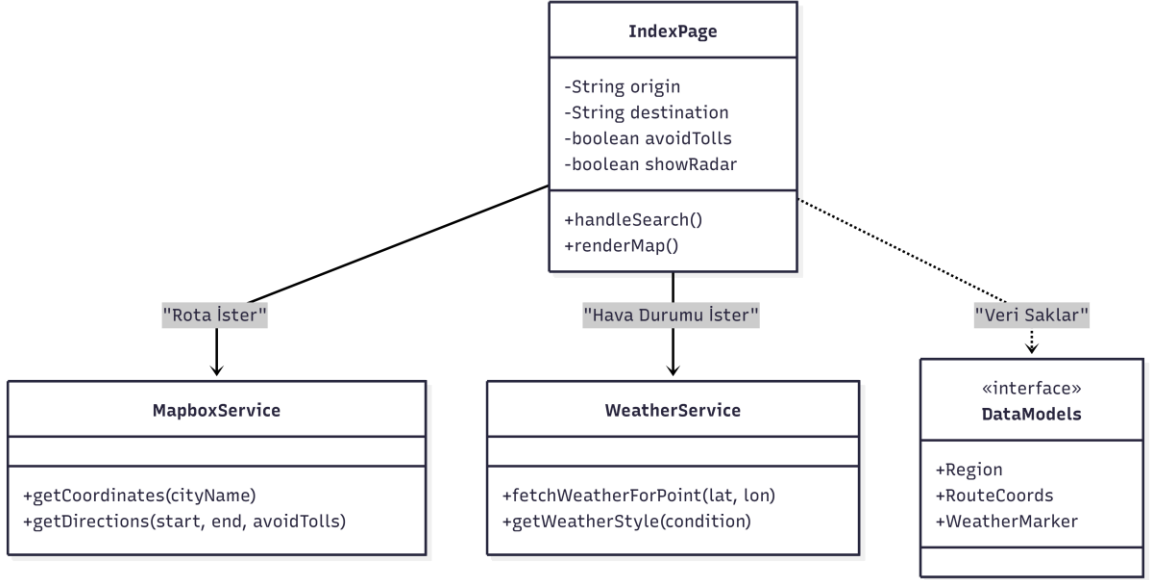 IndexPage
-String origin
-String destination
-boolean avoidTolls
-boolean showRadar
+handleSearch()
+renderMap()
"Rota İster"
"Hava Durumu İster"
"Veri Saklar"
MapboxService
+getCoordinates(cityName)
+getDirections(start, end, avoidTolls)
WeatherService
+fetchWeatherForPoint(lat, lon)
+getWeatherStyle(condition)
«interface»
DataModels
+Region
+RouteCoords
+WeatherMarker